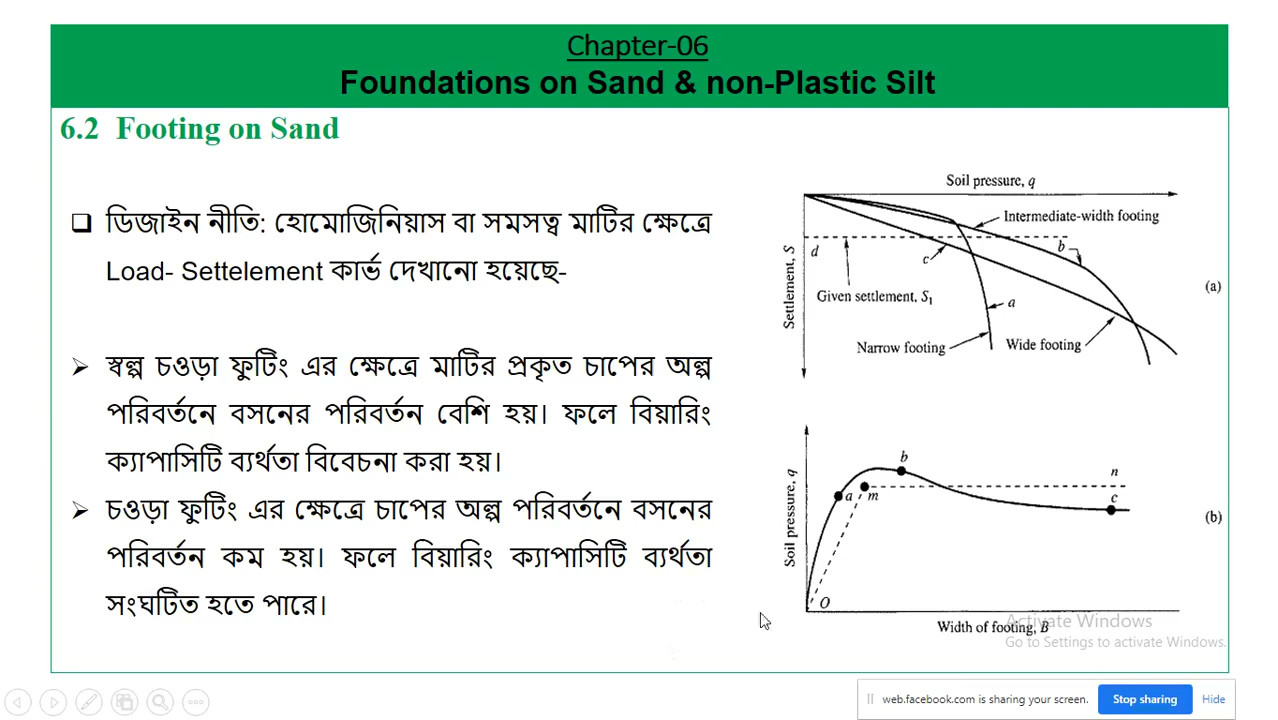 Chapter-06
Foundations on Sand & non-Plastic Silt
6.2 Footing on Sand
ডিজাইন নীতি: হোমোজিনিয়াস বা সমসত্ব মাটির ক্ষেত্রে
Load- Settelement কার্ভ দেখানো হয়েছে-
স্বল্প চওড়া ফুটিং এর ক্ষেত্রে মাটির প্রকৃত চাপের অল্প
পরিবর্তনে বসনের পরিবর্তন বেশি হয়। ফলে বিয়ারিং
ক্যাপাসিটি ব্যর্থতা বিবেচনা করা হয়।
চওড়া ফুটিং এর ক্ষেত্রে চাপের অল্প পরিবর্তনে বসনের
পরিবর্তন কম হয়। ফলে বিয়ারিং ক্যাপাসিটি ব্যর্থতা
সংঘটিত হতে পারে।
Soil pressure, q
Intermediate-width footing
Settlement, S
d
c
b
Given settlement, S₁
(a)
a
Narrow footing
Wide footing
Soil pressure, q
b
n
a
m
c
(b)
O
Width of footing, B
Activate Windows
Go to Settings to activate Windows.
web.facebook.com is sharing your screen.
Stop sharing
Hide